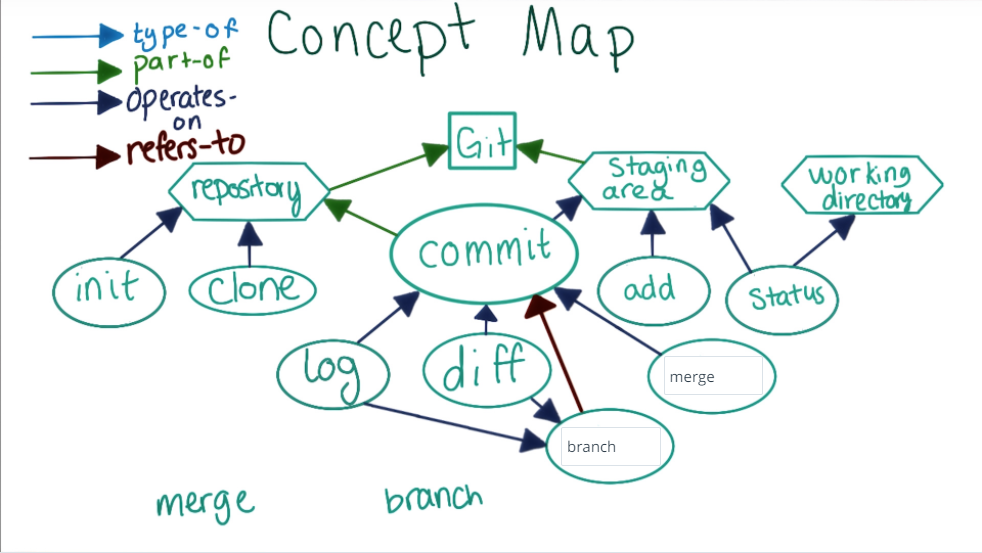 type-of
Concept Map
part-of
operates-
on
refers-to
Git
repository
Staging
area
working
directory
commit
init
clone
add
status
log
diff
merge
branch
merge
branch